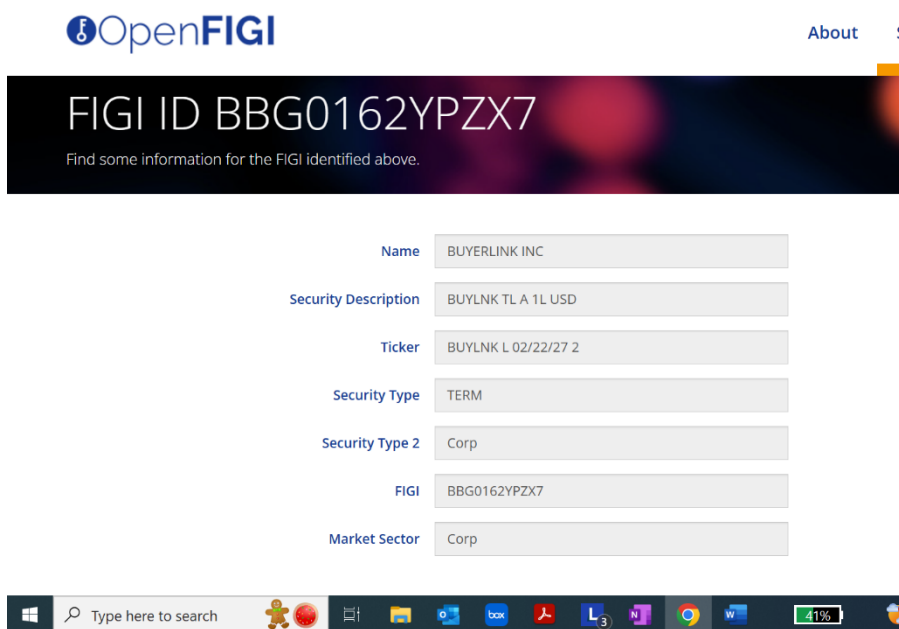 OpenFIGI
About
FIGI ID BBG0162YPZX7
Find some information for the FIGI identified above.
Name BUYERLINK INC
Security Description BUYLNK TL A 1L USD
Ticker BUYLNK L 02/22/27 2
Security Type TERM
Security Type 2 Corp
FIGI BBG0162YPZX7
Market Sector Corp
Type here to search box L 3 N W 41%